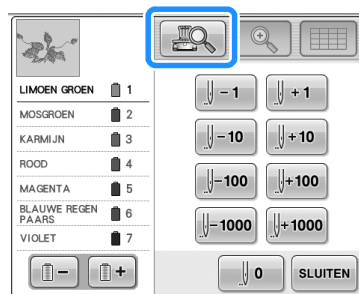 LIMOEN GROEN 1
MOSGROEN 2
KARMIJN 3
ROOD 4
MAGENTA 5
BLAUWE REGEN
PAARS 6
VIOLET 7
− +
− 1 + 1
− 10 + 10
−100 +100
−1000 +1000
0 SLUITEN